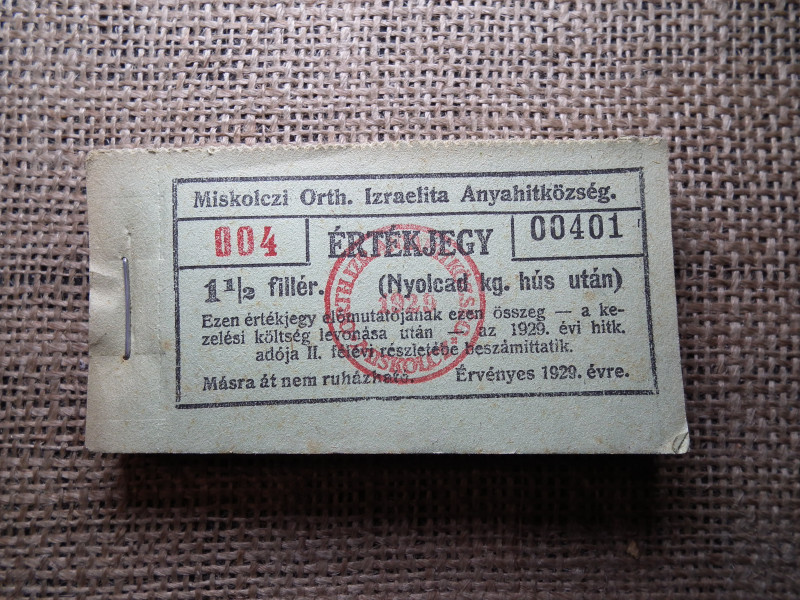 Miskolczi Orth. Izraelita Anyahitközség.
004 ÉRTÉKJEGY 00401
1 1/2 fillér. (Nyolcad kg. hús után)
Ezen értékjegy előmutatójának ezen összeg — a ke-
zelési költség levonása után — az 1929. évi hitk.
adója II. félévi részletébe beszámittatik.
Másra át nem ruházható. Érvényes 1929. évre.
1929
MISKOLCZ